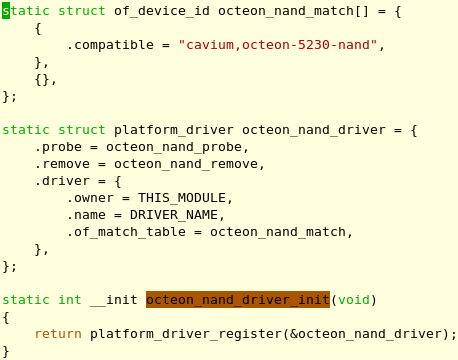 static struct of_device_id octeon_nand_match[] = {
    {
        .compatible = "cavium,octeon-5230-nand",
    },
    {},
};

static struct platform_driver octeon_nand_driver = {
    .probe = octeon_nand_probe,
    .remove = octeon_nand_remove,
    .driver = {
        .owner = THIS_MODULE,
        .name = DRIVER_NAME,
        .of_match_table = octeon_nand_match,
    },
};

static int __init octeon_nand_driver_init(void)
{
    return platform_driver_register(&octeon_nand_driver);
}